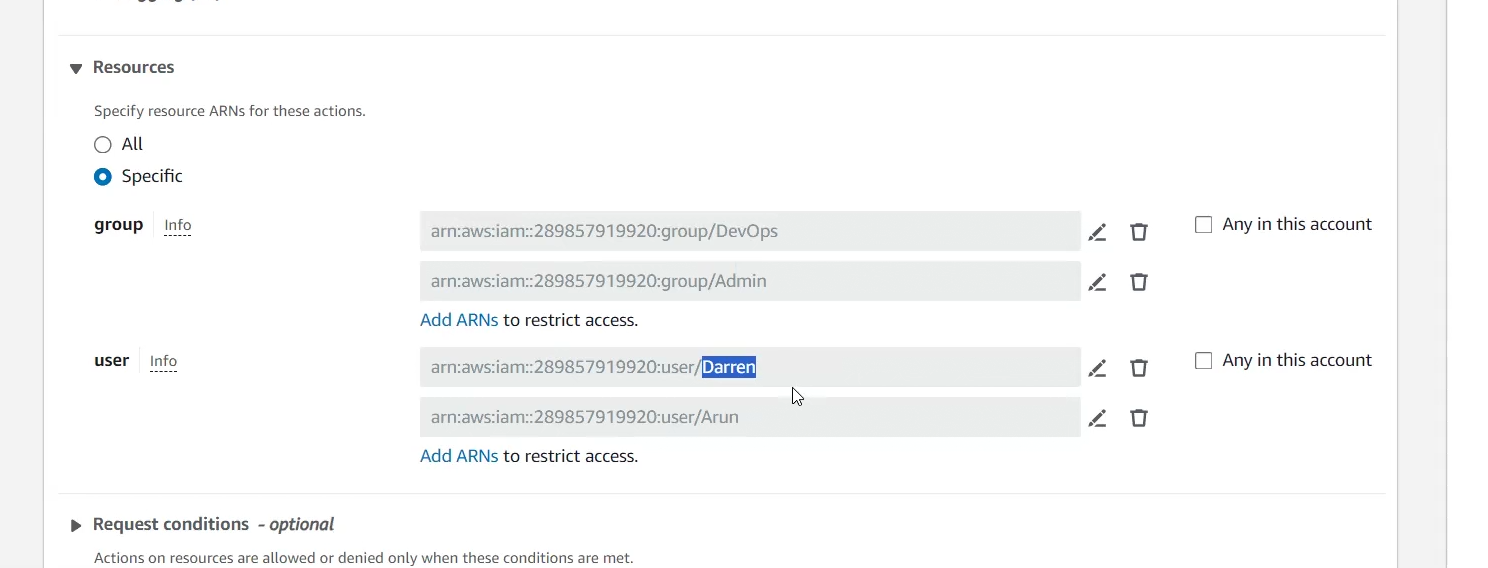 Resources
Specify resource ARNs for these actions.
All
Specific
group Info arn:aws:iam::289857919920:group/DevOps Any in this account
arn:aws:iam::289857919920:group/Admin
Add ARNs to restrict access.
user Info arn:aws:iam::289857919920:user/Darren Any in this account
arn:aws:iam::289857919920:user/Arun
Add ARNs to restrict access.
Request conditions - optional
Actions on resources are allowed or denied only when these conditions are met.